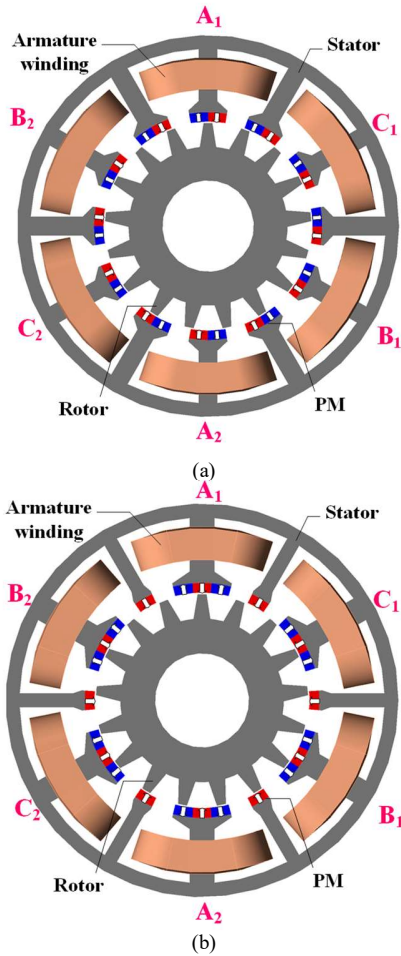 A1
Armature
winding
Stator
B2
C1
C2
B1
Rotor
PM
A2
(a)
A1
Armature
winding
Stator
B2
C1
C2
B1
Rotor
PM
A2
(b)